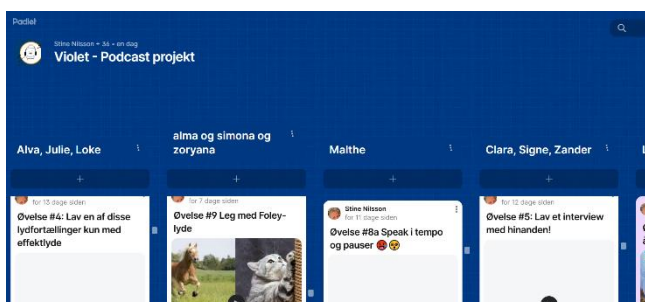 Padlet
Stine Nilsson + 36 • en dag
Violet - Podcast projekt
Alva, Julie, Loke
alma og simona og
zoryana
Malthe
Clara, Signe, Zander
for 13 dage siden
Øvelse #4: Lav en af disse
lydfortællinger kun med
effektlyde
for 7 dage siden
Øvelse #9 Leg med Foley-
lyde
Stine Nilsson
for 11 dage siden
Øvelse #8a Speak i tempo
og pauser
for 12 dage siden
Øvelse #5: Lav et interview
med hinanden!